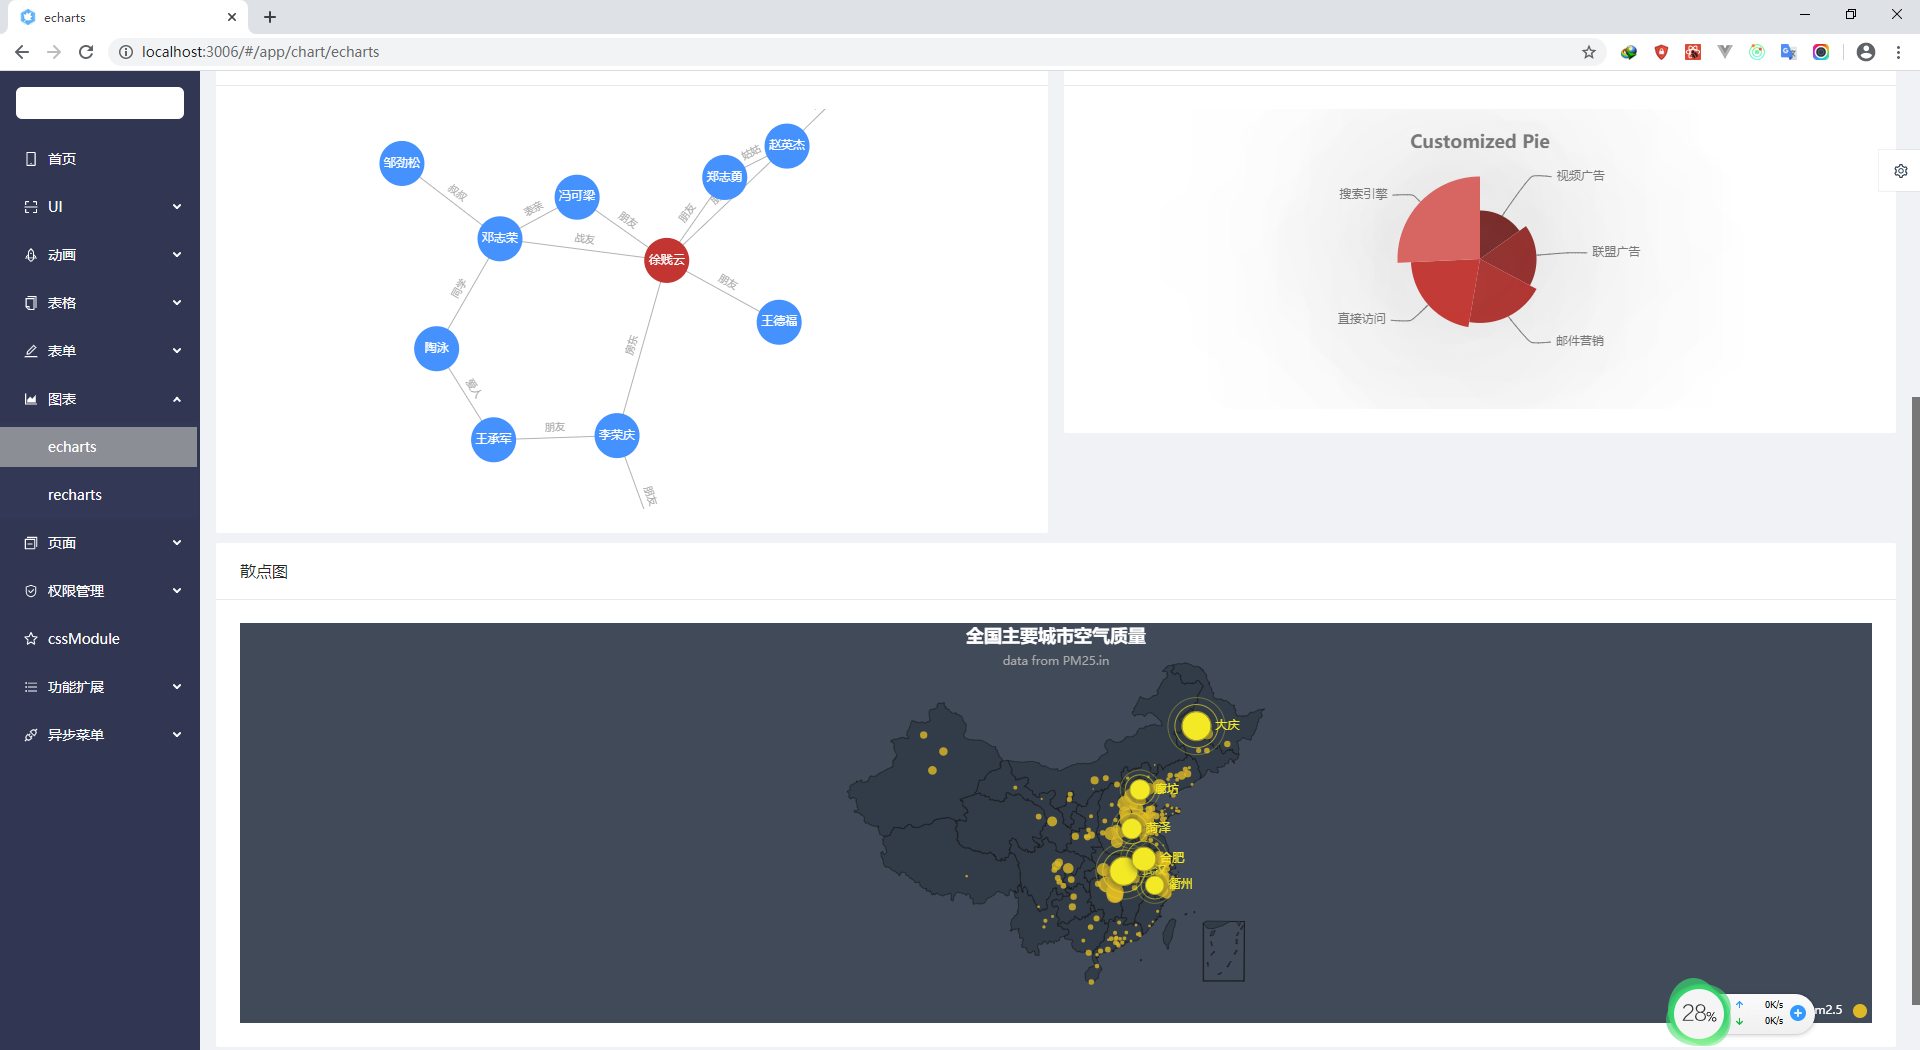 echarts
localhost:3006/#/app/chart/echarts
首页
UI
动画
表格
表单
图表
echarts
recharts
页面
权限管理
cssModule
功能扩展
异步菜单
邹劲松
叔叔
邓志荣
表亲
冯可梁
朋友
战友
徐贱云
朋友
郑志勇
姑姑
赵英杰
朋友
王德福
同学
陶泳
爱人
王承军
朋友
李荣庆
房东
朋友
Customized Pie
视频广告
搜索引擎
联盟广告
直接访问
邮件营销
散点图
全国主要城市空气质量
data from PM25.in
大庆
廊坊
菏泽
合肥
衢州
28%
0K/s
0K/s
m2.5